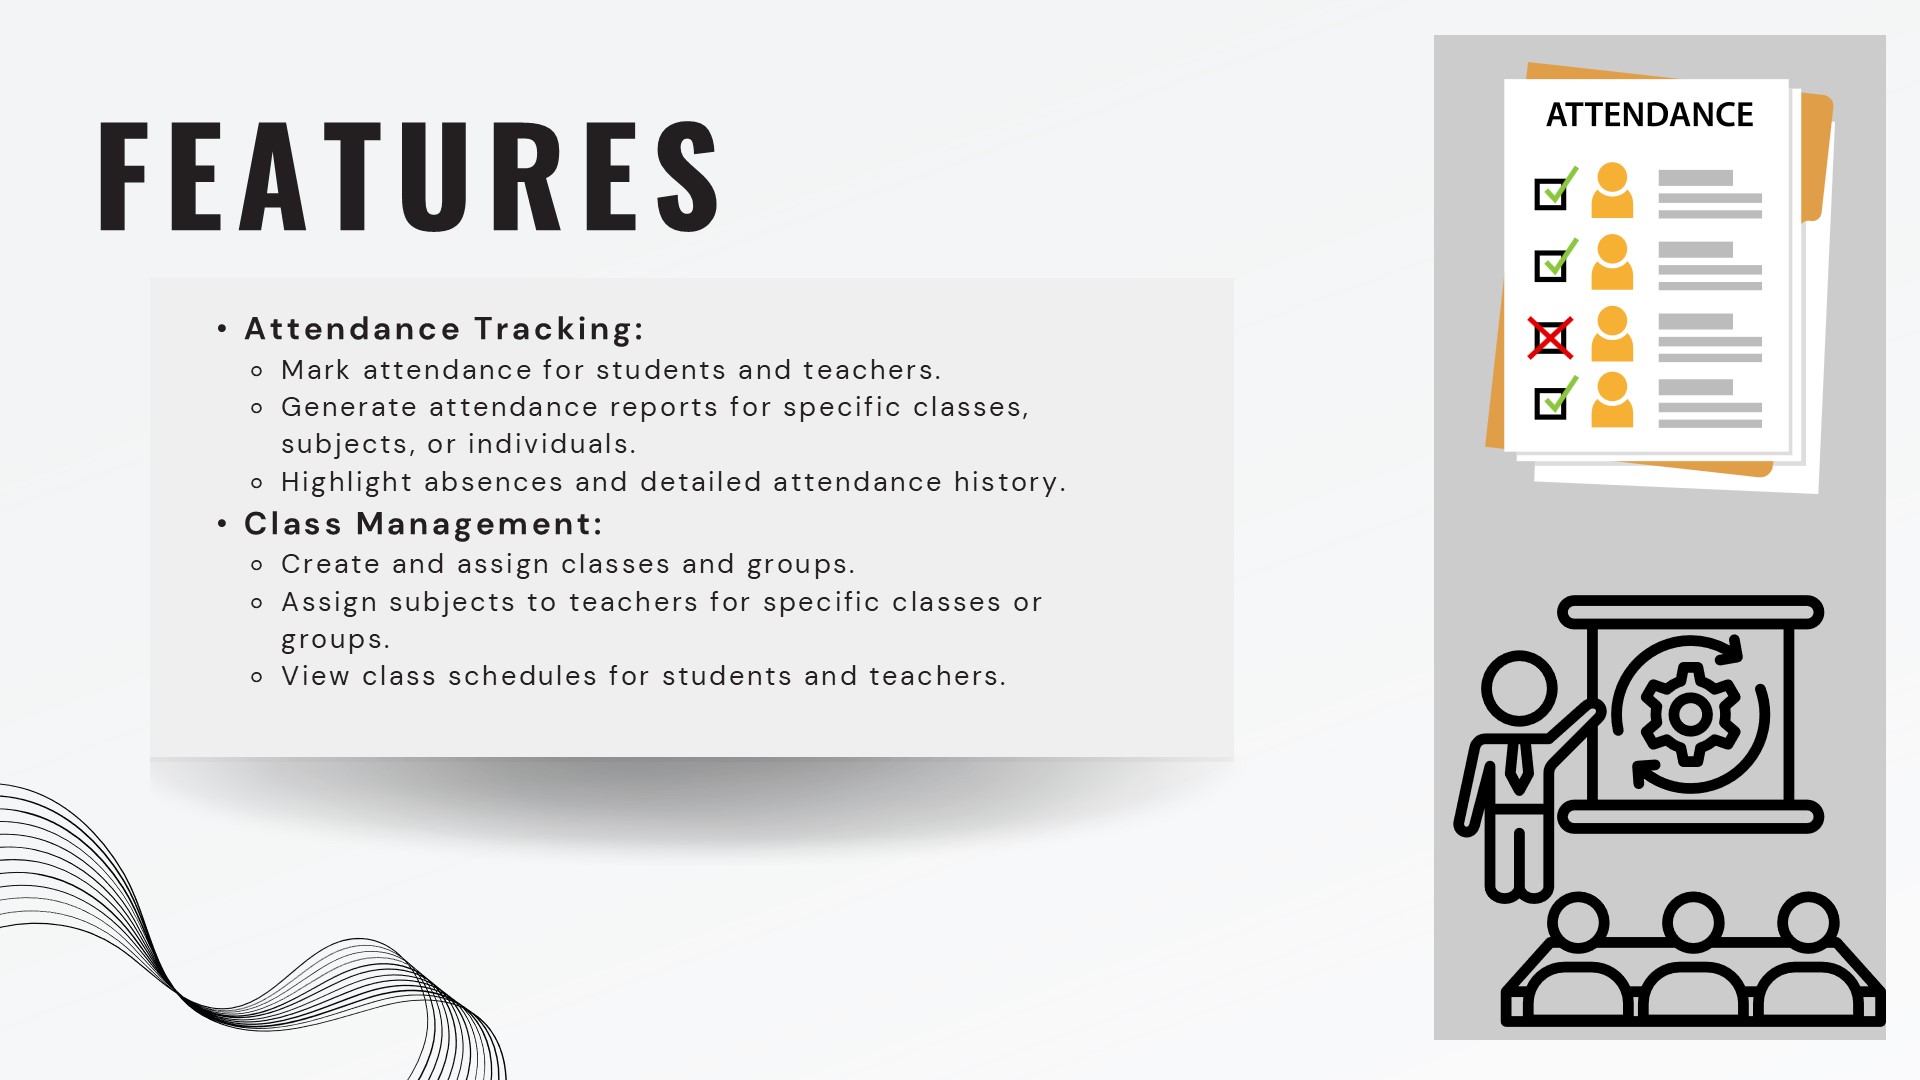 FEATURES
• Attendance Tracking:
◦ Mark attendance for students and teachers.
◦ Generate attendance reports for specific classes,
subjects, or individuals.
◦ Highlight absences and detailed attendance history.
• Class Management:
◦ Create and assign classes and groups.
◦ Assign subjects to teachers for specific classes or
groups.
◦ View class schedules for students and teachers.
ATTENDANCE